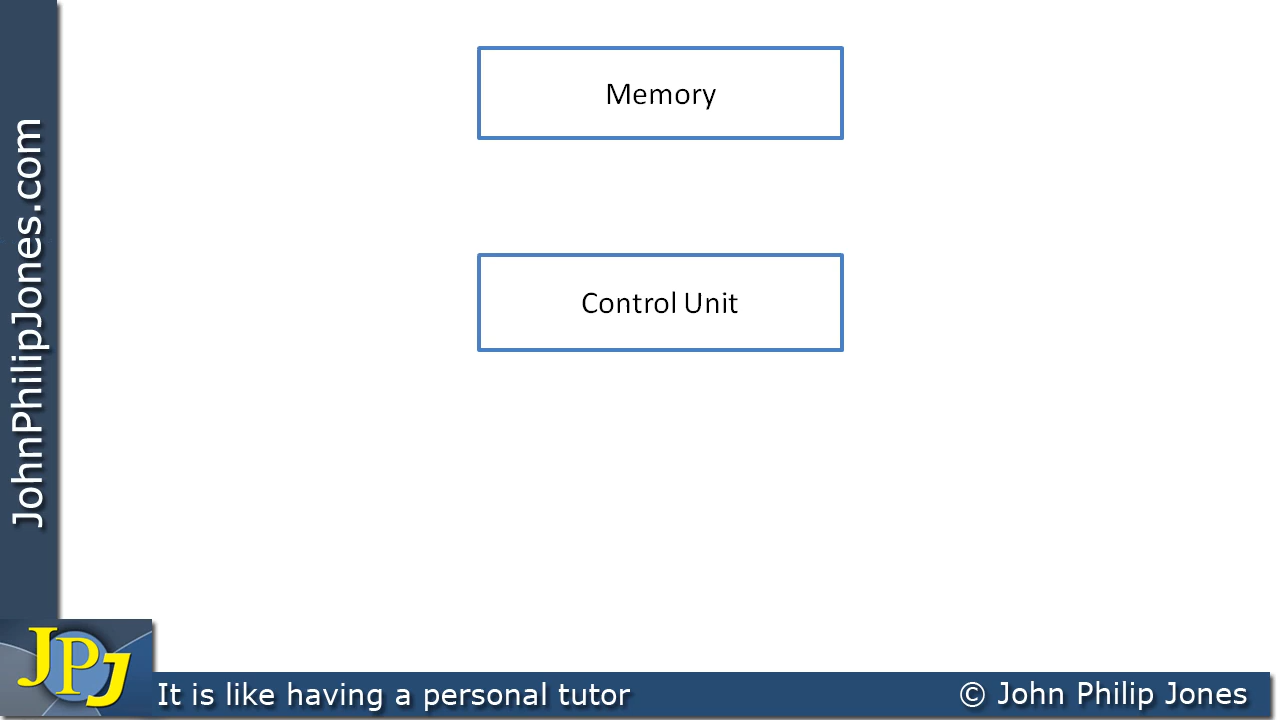 Memory
Control Unit
JohnPhilipJones.com
JPJ
It is like having a personal tutor
© John Philip Jones